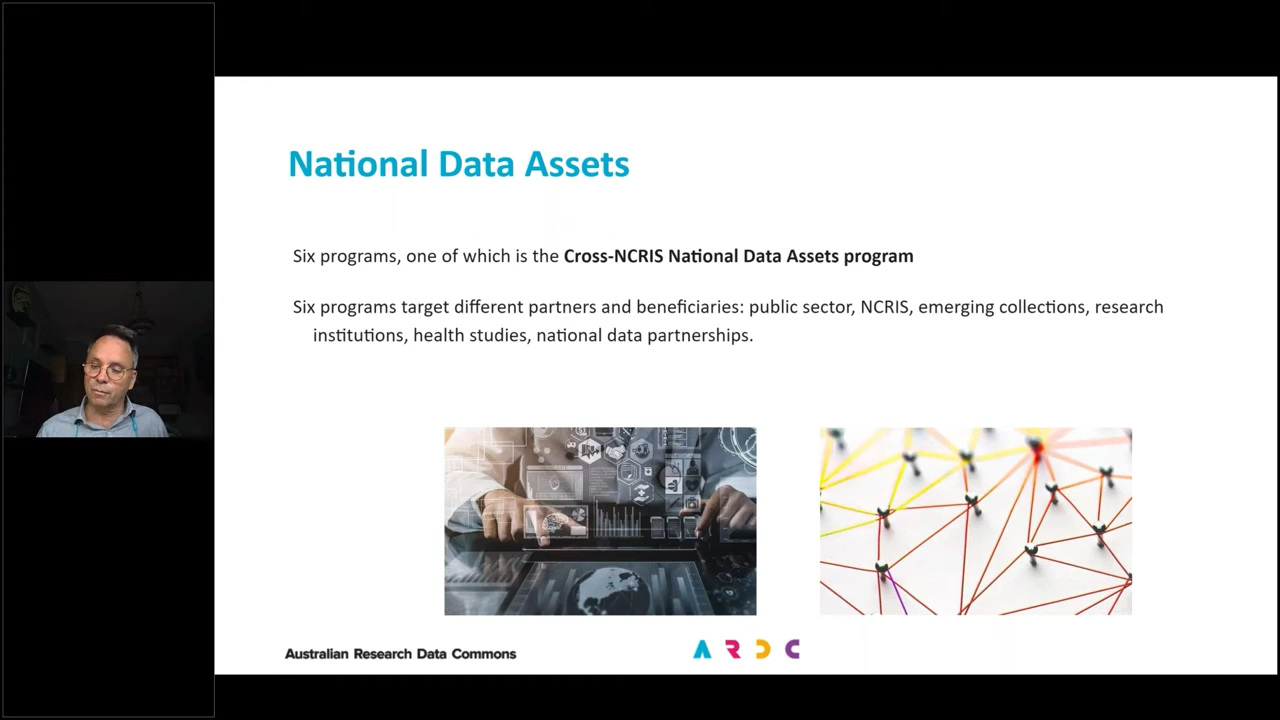 National Data Assets
Six programs, one of which is the Cross-NCRIS National Data Assets program
Six programs target different partners and beneficiaries: public sector, NCRIS, emerging collections, research
institutions, health studies, national data partnerships.
Australian Research Data Commons
ARDC